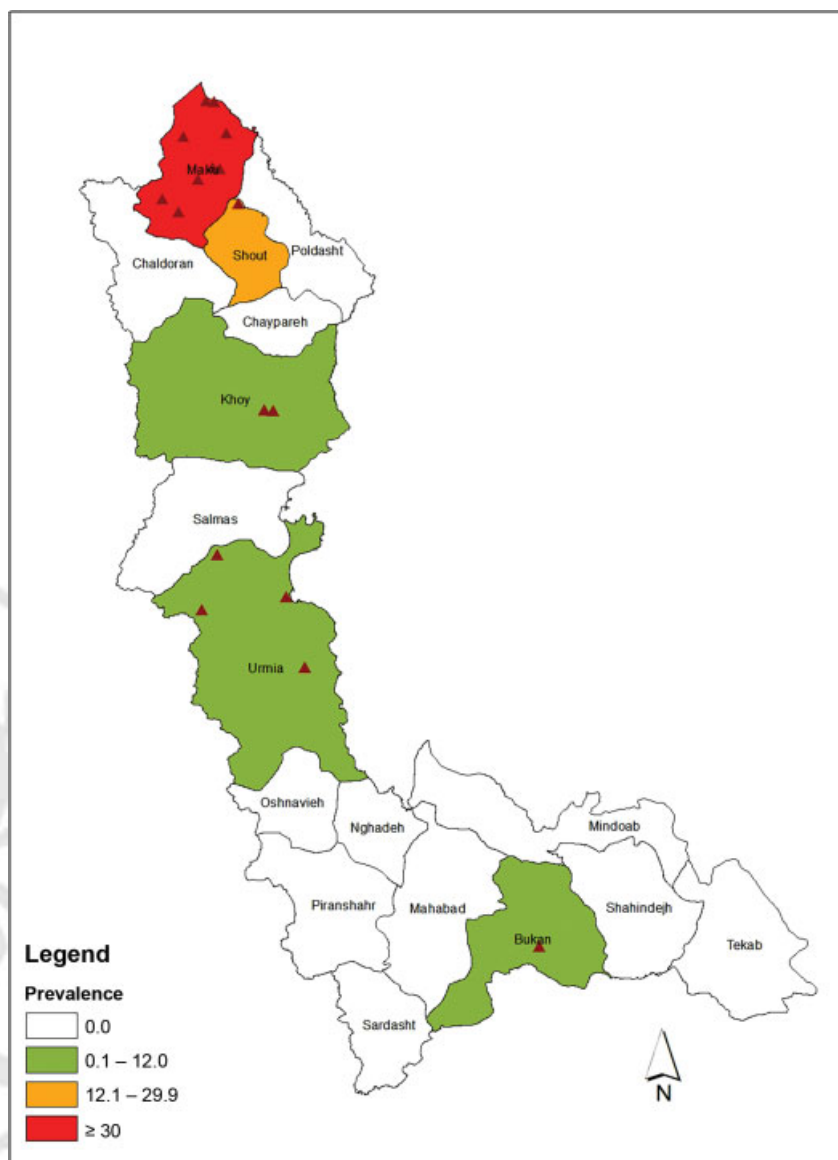 Maku
Shout
Poldasht
Chaldoran
Chaypareh
Khoy
Salmas
Urmia
Oshnavieh
Nghadeh
Mindoab
Piranshahr
Mahabad
Shahindejh
Bukan
Tekab
Sardasht
Legend
Prevalence
0.0
0.1 – 12.0
12.1 – 29.9
≥ 30
N